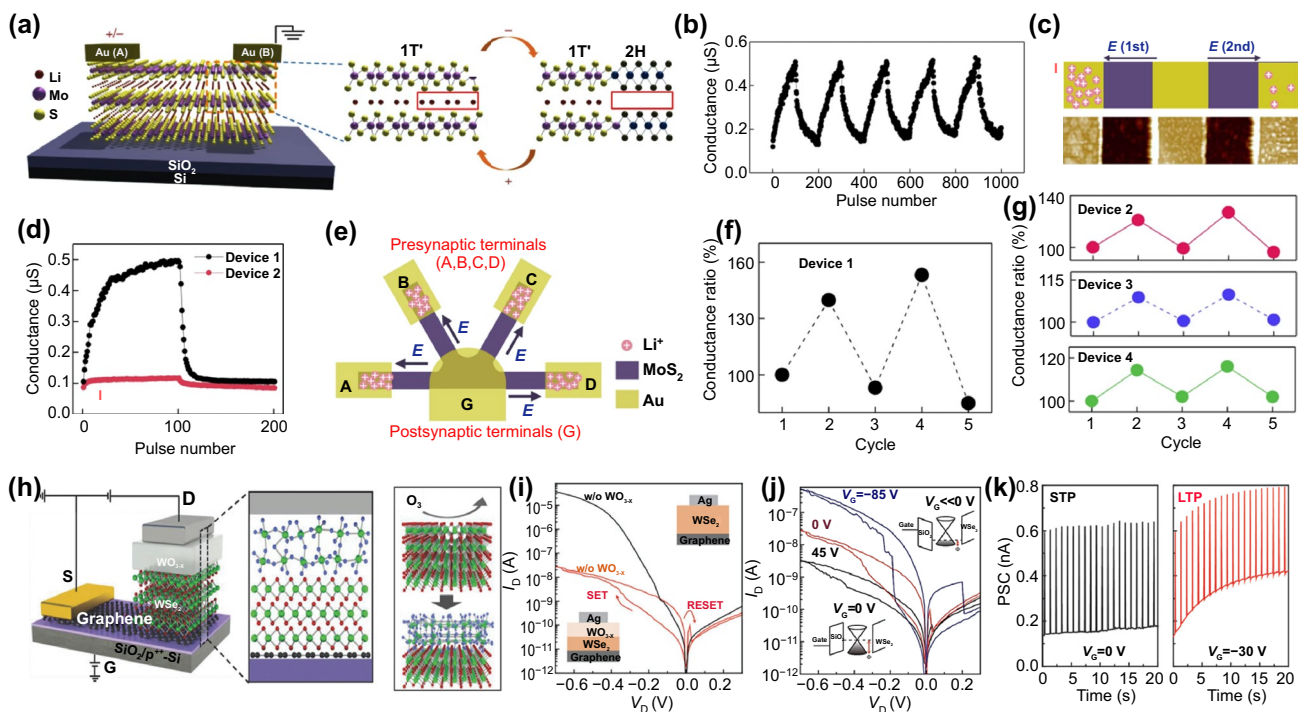 (a)
+/−
Au (A)
Au (B)
Li
Mo
S
SiO2
Si
1T'
−
1T'
2H
+
(b)
Conductance (μS)
0.6
0.4
0.2
0.0
0
200
400
600
800
1000
Pulse number
(c)
E (1st)
E (2nd)
I
(d)
Conductance (μS)
0.5
0.4
0.3
0.2
0.1
0.0
Device 1
Device 2
I
0
100
200
Pulse number
(e)
Presynaptic terminals
(A,B,C,D)
B
C
E
E
E
E
A
D
G
Li+
MoS2
Au
Postsynaptic terminals (G)
(f)
Conductance ratio (%)
160
140
100
Device 1
1
2
3
4
5
Cycle
(g)
Conductance ratio (%)
140
100
Device 2
115
100
Device 3
120
100
Device 4
1
2
3
4
5
Cycle
(h)
D
S
WO3-x
WSe2
Graphene
SiO2/p++-Si
G
O3
(i)
ID (A)
10−5
10−6
10−7
10−8
10−9
10−10
10−11
10−12
w/o WO3-x
w/o WO3-x
SET
RESET
Ag
WSe2
Graphene
Ag
WO3-x
WSe2
Graphene
−0.6
−0.4
−0.2
0.0
0.2
VD (V)
(j)
ID (A)
10−6
10−7
10−8
10−9
10−10
10−11
10−12
VG=−85 V
0 V
45 V
VG<<0 V
Gate
SiO2
WSe2
VG=0 V
Gate
SiO2
WSe2
−0.6
−0.4
−0.2
0.0
0.2
VD (V)
(k)
PSC (nA)
0.8
0.6
0.4
0.2
0.0
STP
VG=0 V
0
5
10
15
20
Time (s)
LTP
VG=−30 V
0
5
10
15
20
Time (s)